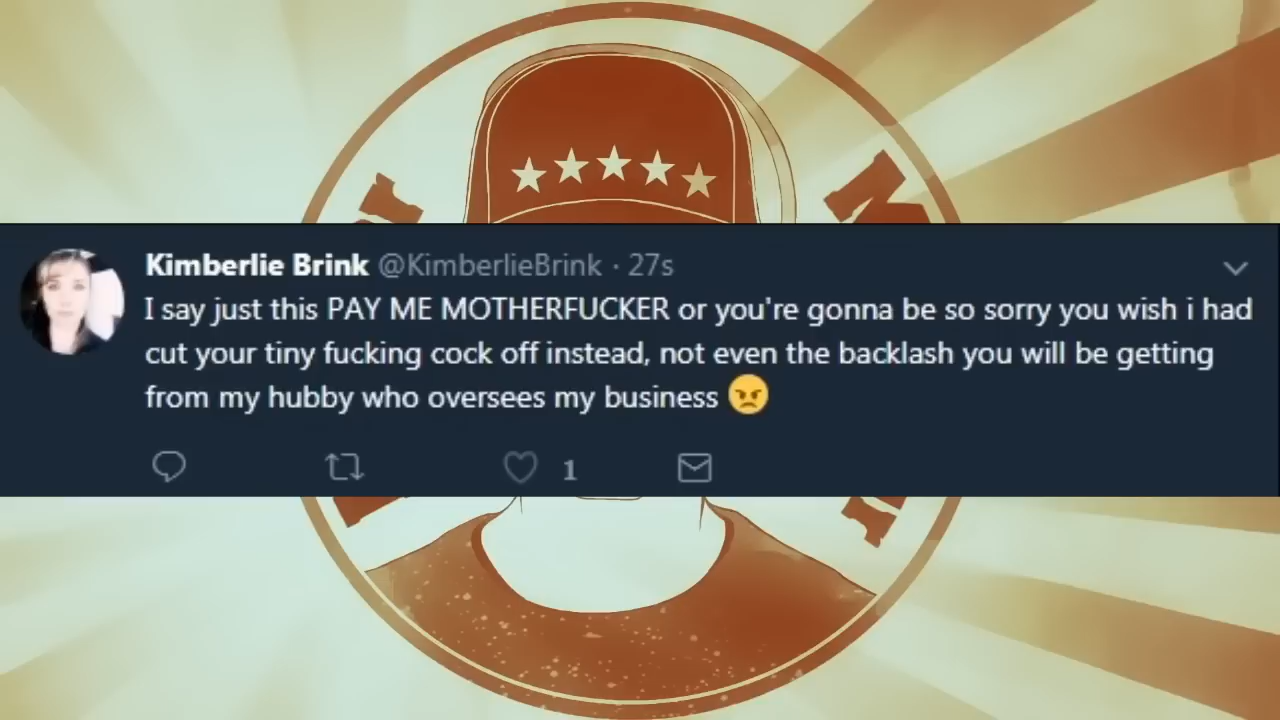 Kimberlie Brink @KimberlieBrink · 27s
I say just this PAY ME MOTHERFUCKER or you're gonna be so sorry you wish i had
cut your tiny fucking cock off instead, not even the backlash you will be getting
from my hubby who oversees my business 😠
1